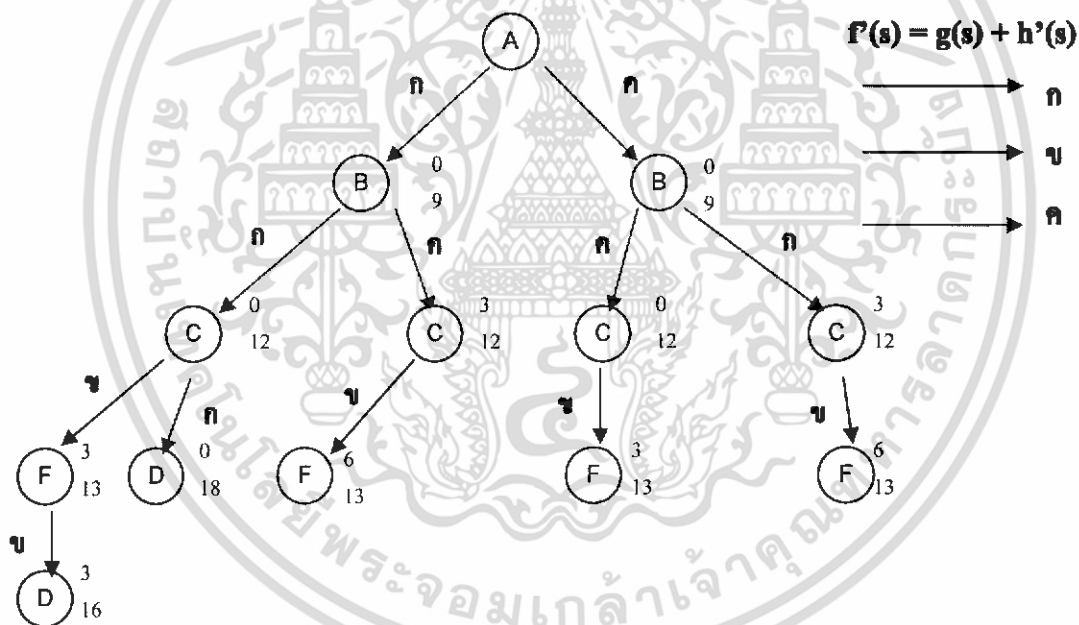 A
f'(s) = g(s) + h'(s)
ก ก ก
B 0 9 B 0 9 ข
ค
ก ก ก ก
C 0 12 C 3 12 C 0 12 C 3 12
ข ก ข ข ข
F 3 13 D 0 18 F 6 13 F 3 13 F 6 13
ข
D 3 16